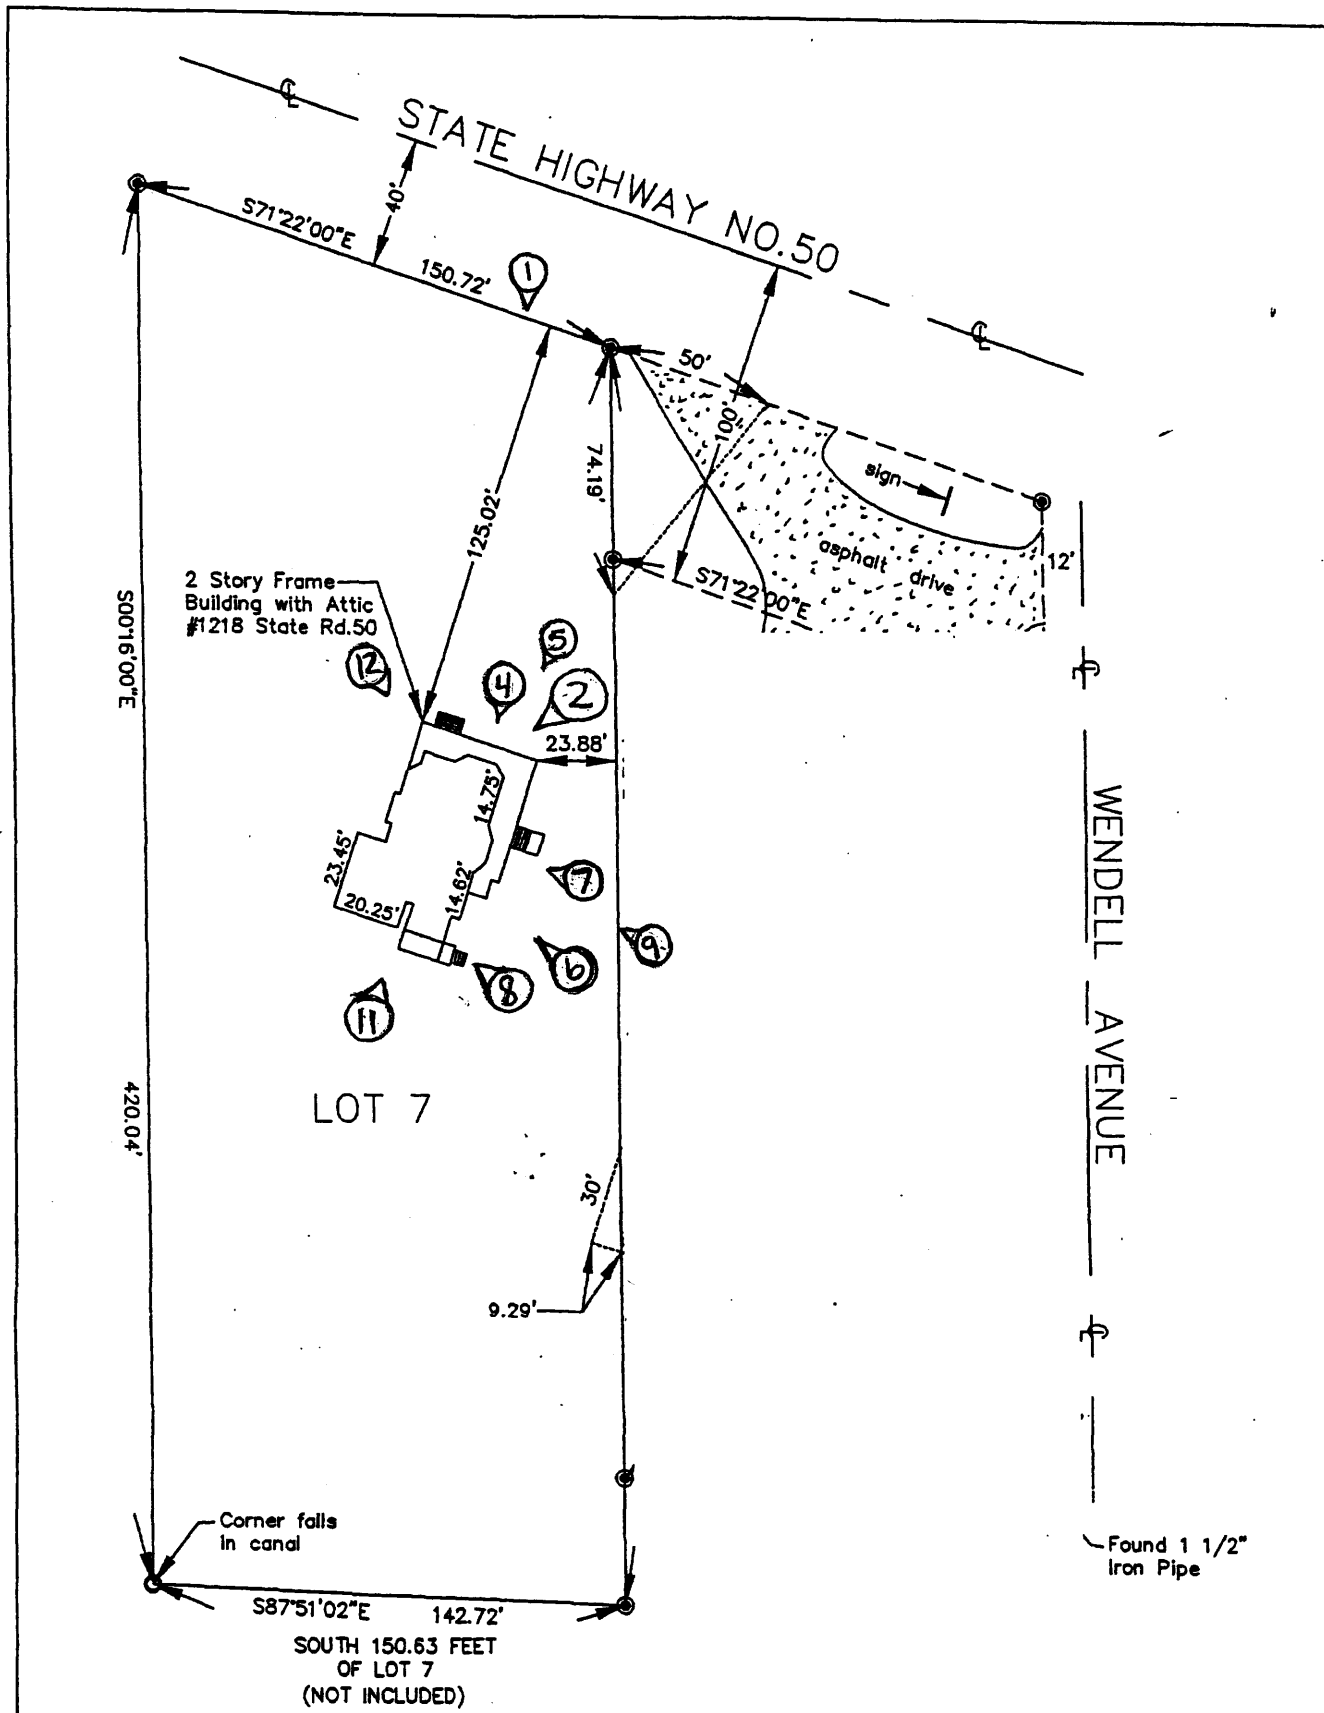 ℄
STATE HIGHWAY NO.50
40'
S71°22'00"E
150.72'
1
℄
50'
100'
74.19'
sign
12'
asphalt drive
S71°22'00"E
125.02'
2 Story Frame
Building with Attic
#1218 State Rd.50
S00°16'00"E
12
5
4
2
23.88'
14.75'
23.45'
14.62'
20.25'
7
9
6
8
11
℄
WENDELL AVENUE
LOT 7
420.04'
30'
9.29'
℄
Corner falls
in canal
Found 1 1/2"
Iron Pipe
S87°51'02"E 142.72'
SOUTH 150.63 FEET
OF LOT 7
(NOT INCLUDED)